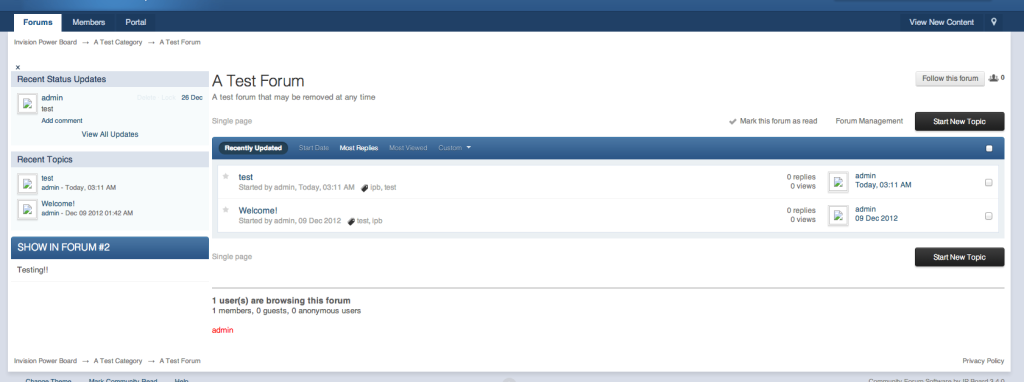 Forums Members Portal View New Content
Invision Power Board → A Test Category → A Test Forum
×
Recent Status Updates
admin 26 Dec
test
Add comment
View All Updates
Recent Topics
test
admin - Today, 03:11 AM
Welcome!
admin - Dec 09 2012 01:42 AM
SHOW IN FORUM #2
Testing!!
A Test Forum
A test forum that may be removed at any time
Follow this forum 0
Single page
Mark this forum as read Forum Management Start New Topic
Recently Updated Start Date Most Replies Most Viewed Custom
test
Started by admin, Today, 03:11 AM ipb, test
0 replies
0 views
admin
Today, 03:11 AM
Welcome!
Started by admin, 09 Dec 2012 test, ipb
0 replies
0 views
admin
09 Dec 2012
Single page
Start New Topic
1 user(s) are browsing this forum
1 members, 0 guests, 0 anonymous users
admin
Invision Power Board → A Test Category → A Test Forum Privacy Policy
Change Theme Mark Community Read Help Community Forum Software by IP.Board 3.4.0